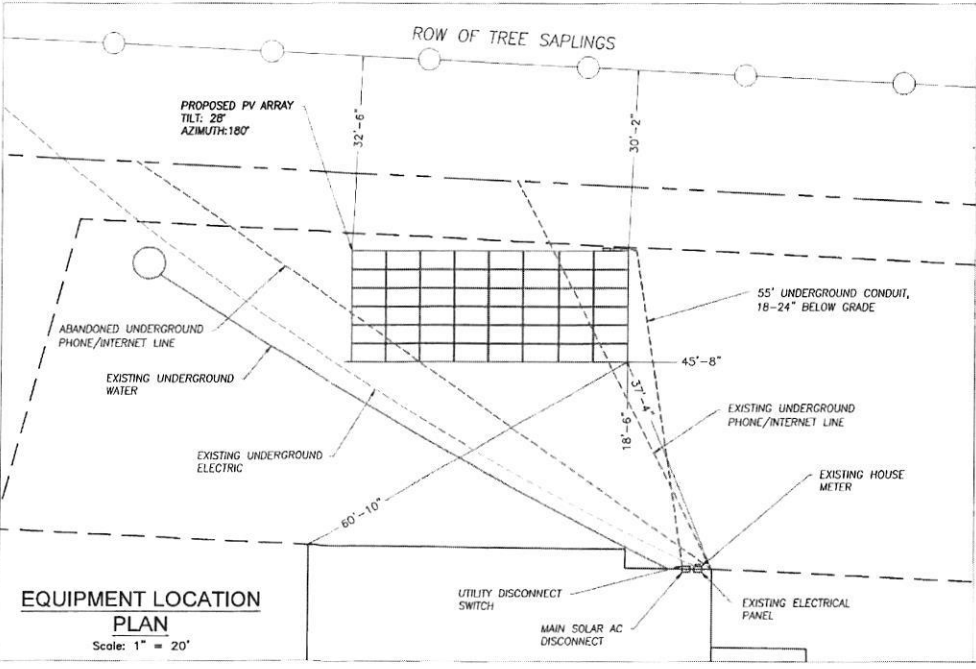 ROW OF TREE SAPLINGS
PROPOSED PV ARRAY
TILT: 28°
AZIMUTH:180°
32'-6"
30'-2"
55' UNDERGROUND CONDUIT,
18-24" BELOW GRADE
ABANDONED UNDERGROUND
PHONE/INTERNET LINE
45'-8"
EXISTING UNDERGROUND
WATER
37'-4"
18'-6"
EXISTING UNDERGROUND
PHONE/INTERNET LINE
EXISTING UNDERGROUND
ELECTRIC
EXISTING HOUSE
METER
60'-10"
UTILITY DISCONNECT
SWITCH
EXISTING ELECTRICAL
PANEL
MAIN SOLAR AC
DISCONNECT
EQUIPMENT LOCATION
PLAN
Scale: 1" = 20'